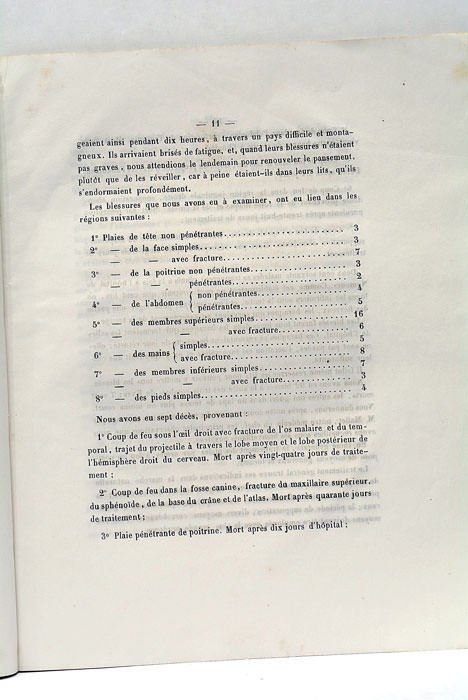 — 11 —
geaient ainsi pendant dix heures, à travers un pays difficile et monta-
gneux. Ils arrivaient brisés de fatigue, et, quand leurs blessures n'étaient
pas graves, nous attendions le lendemain pour renouveler le pansement,
plutôt que de les réveiller, car à peine étaient-ils dans leurs lits, qu'ils
s'endormaient profondément.
Les blessures que nous avons eu à examiner, ont eu lieu dans les
régions suivantes :
1° Plaies de tête non pénétrantes........................... 3
2° — de la face simples........................... 3
— — avec fracture........................... 7
3° — de la poitrine non pénétrantes........................... 3
— — pénétrantes........................... 2
4° — de l'abdomen { non pénétrantes........................... 4
pénétrantes........................... 5
5° — des membres supérieurs simples........................... 16
— — avec fracture........................... 6
6° — des mains { simples........................... 5
avec fracture........................... 8
7° — des membres inférieurs simples........................... 7
— — avec fracture........................... 3
8° — des pieds simples........................... 4
Nous avons eu sept décès, provenant :
1° Coup de feu sous l'œil droit avec fracture de l'os malaire et du tem-
poral, trajet du projectile à travers le lobe moyen et le lobe postérieur de
l'hémisphère droit du cerveau. Mort après vingt-quatre jours de traite-
ment ;
2° Coup de feu dans la fosse canine, fracture du maxillaire supérieur,
du sphénoïde, de la base du crâne et de l'atlas. Mort après quarante jours
de traitement ;
3° Plaie pénétrante de poitrine. Mort après dix jours d'hôpital ;